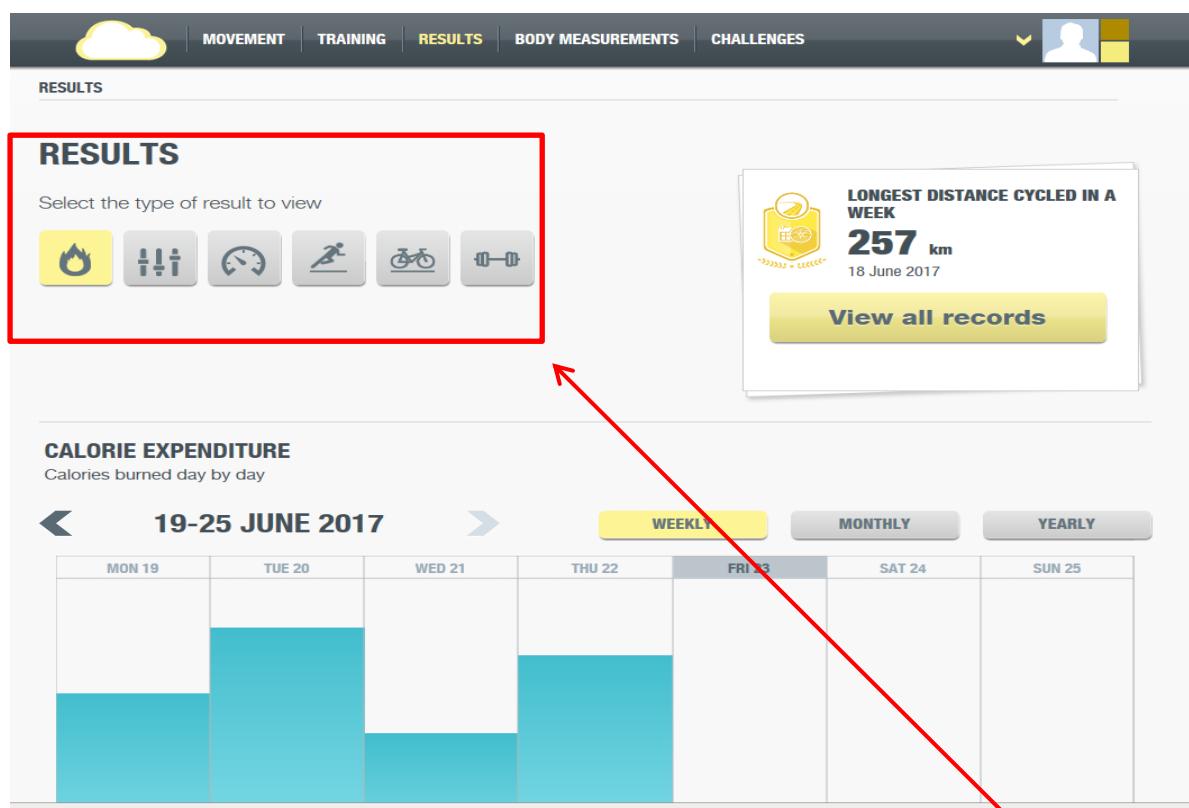 MOVEMENT TRAINING RESULTS BODY MEASUREMENTS CHALLENGES
RESULTS
RESULTS
Select the type of result to view
LONGEST DISTANCE CYCLED IN A
WEEK
257 km
18 June 2017
View all records
CALORIE EXPENDITURE
Calories burned day by day
19-25 JUNE 2017 WEEKLY MONTHLY YEARLY
MON 19 TUE 20 WED 21 THU 22 FRI 23 SAT 24 SUN 25